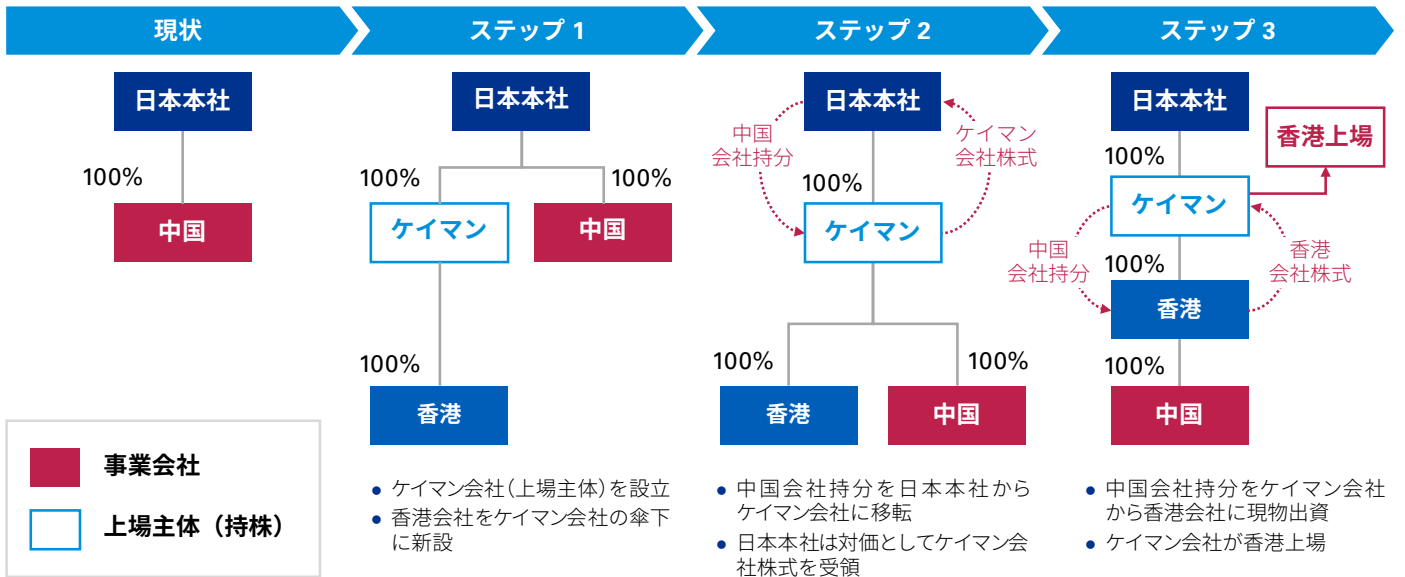 現状
ステップ 1
ステップ 2
ステップ 3
日本本社
100%
中国
日本本社
100%
100%
ケイマン
中国
100%
香港
日本本社
中国
会社持分
ケイマン
会社株式
100%
ケイマン
100%
100%
香港
中国
日本本社
香港上場
100%
ケイマン
中国
会社持分
香港
会社株式
100%
香港
100%
中国
事業会社
上場主体（持株）
● ケイマン会社（上場主体）を設立
● 香港会社をケイマン会社の傘下
に新設
● 中国会社持分を日本本社から
ケイマン会社に移転
● 日本本社は対価としてケイマン会
社株式を受領
● 中国会社持分をケイマン会社
から香港会社に現物出資
● ケイマン会社が香港上場